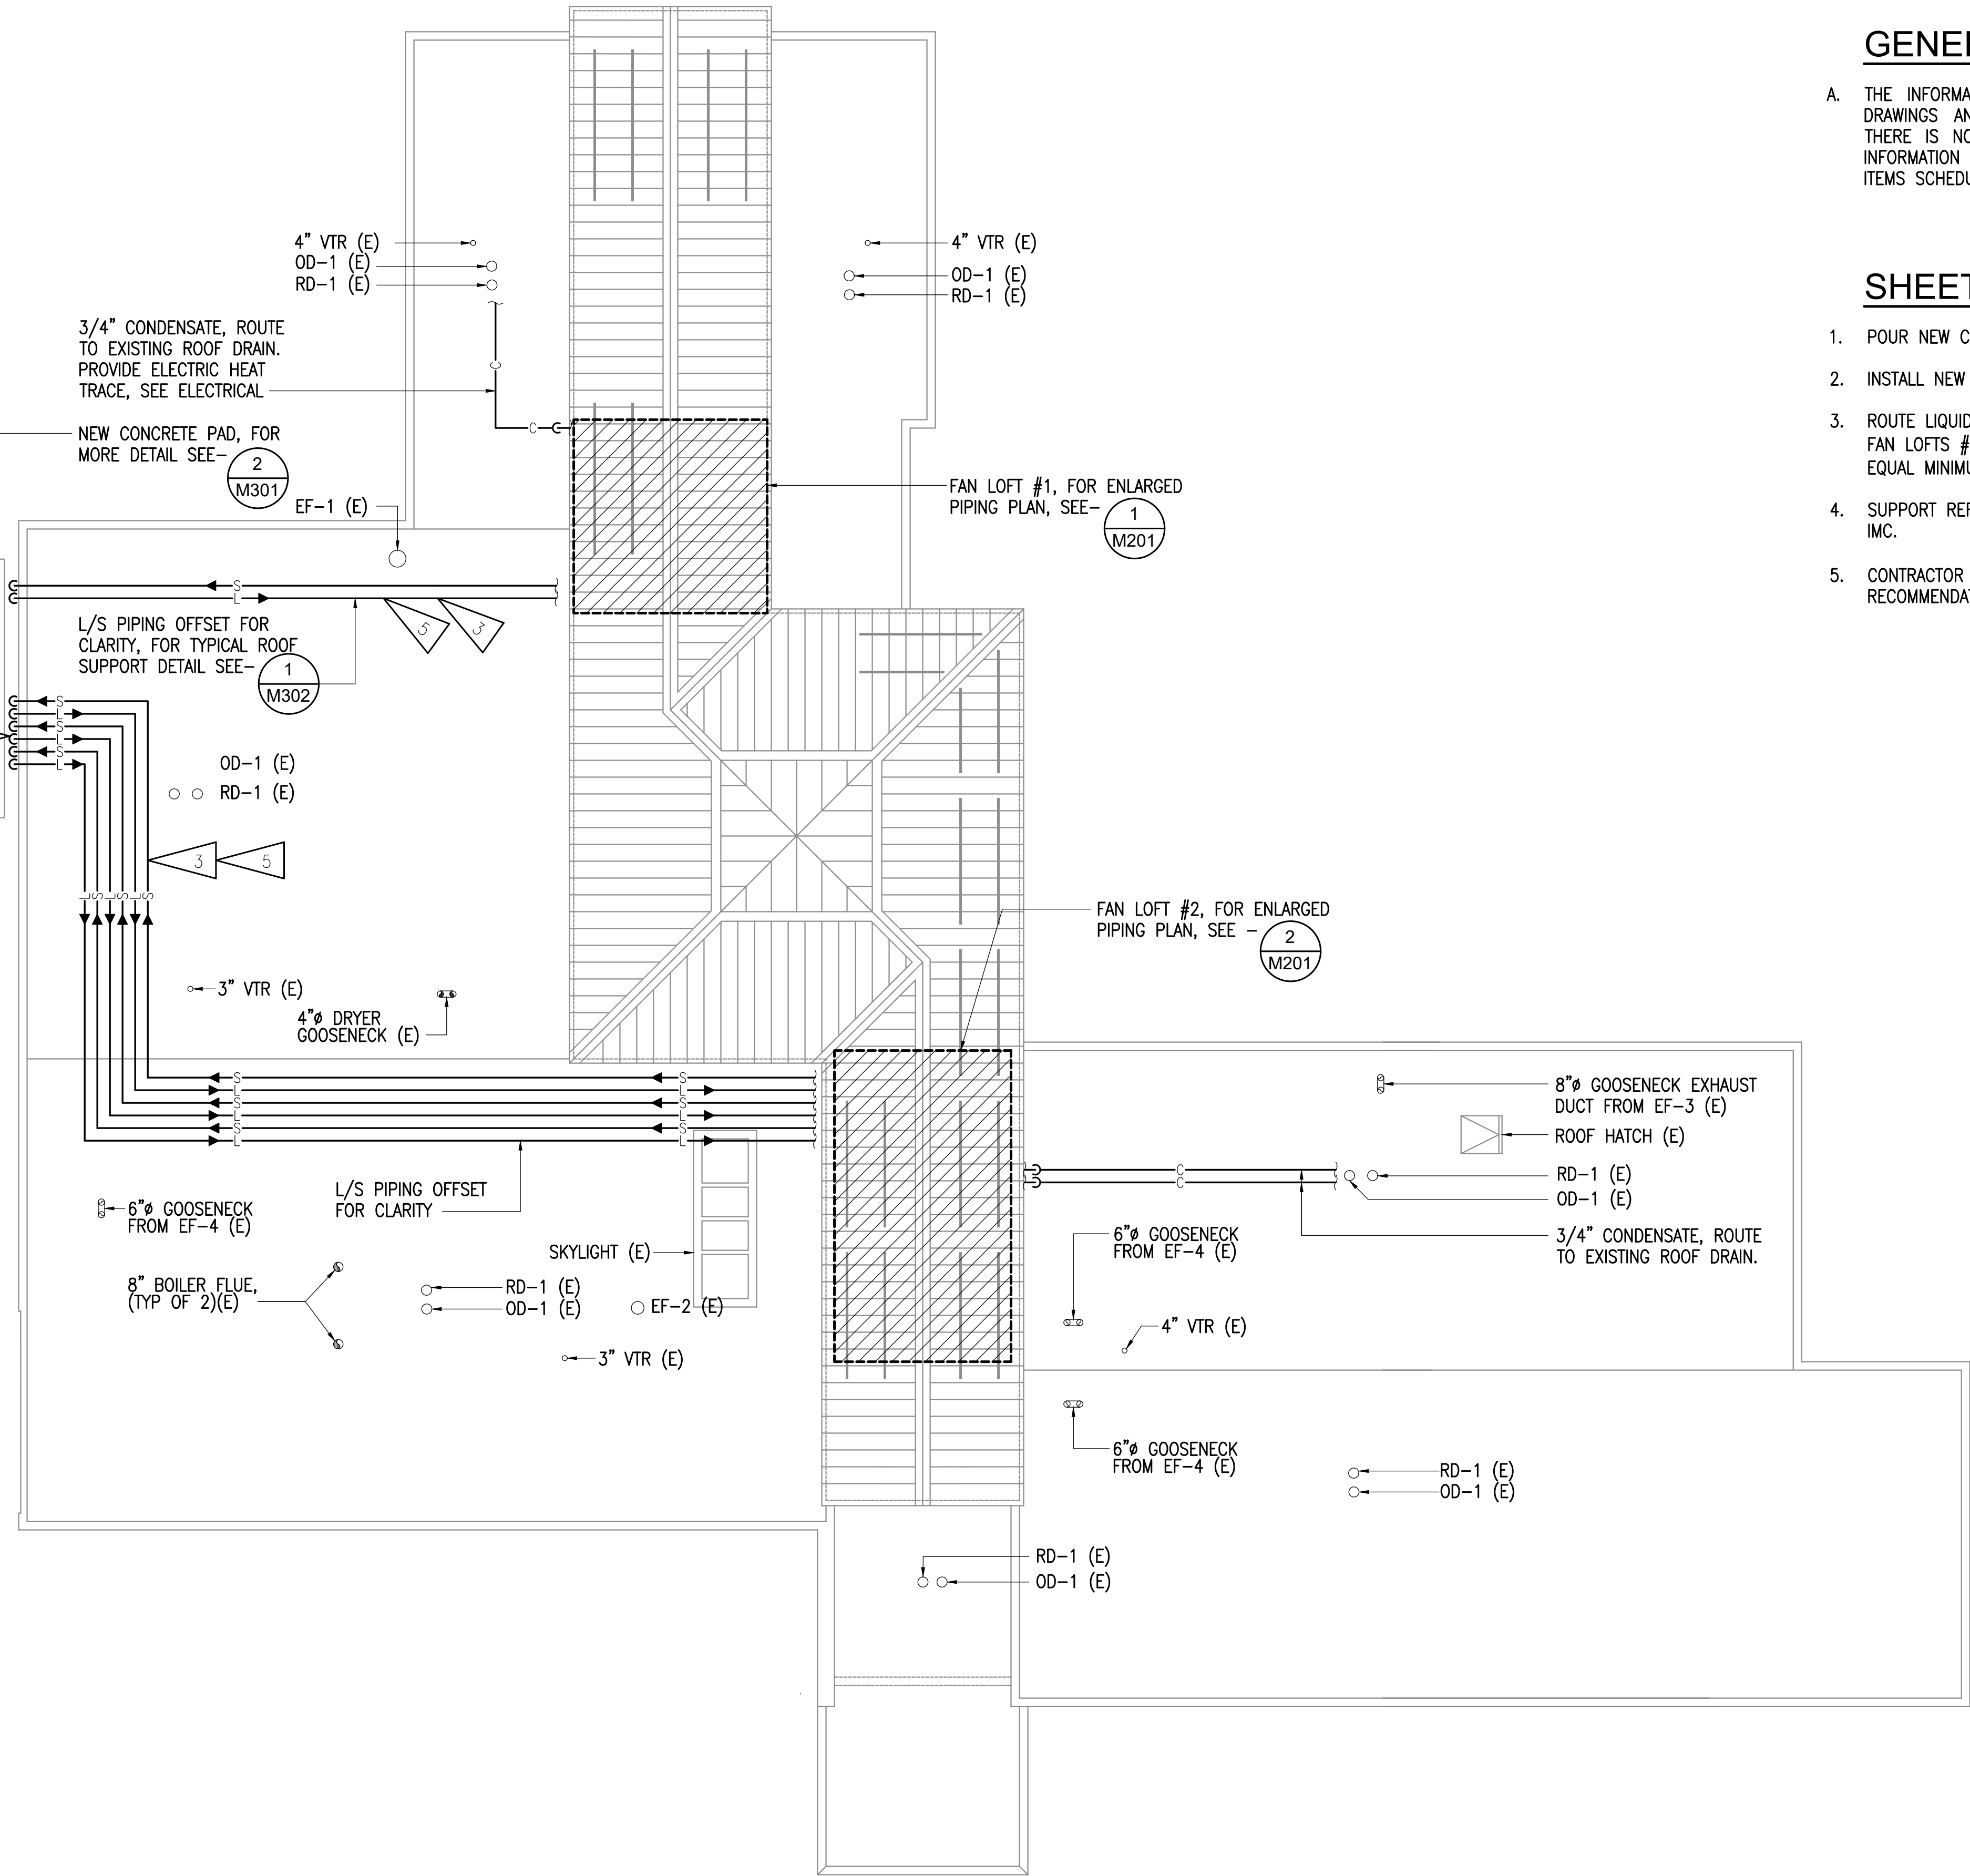 GENE
A. THE INFORMA
DRAWINGS AN
THERE IS NO
INFORMATION
ITEMS SCHEDU
SHEET
1. POUR NEW C
2. INSTALL NEW
3. ROUTE LIQUID
FAN LOFTS #
EQUAL MINIMU
4. SUPPORT REF
IMC.
5. CONTRACTOR
RECOMMENDAT
4" VTR (E)
OD-1 (E)
RD-1 (E)
4" VTR (E)
OD-1 (E)
RD-1 (E)
3/4" CONDENSATE, ROUTE
TO EXISTING ROOF DRAIN.
PROVIDE ELECTRIC HEAT
TRACE, SEE ELECTRICAL
C
C
NEW CONCRETE PAD, FOR
MORE DETAIL SEE-
2
M301
EF-1 (E)
FAN LOFT #1, FOR ENLARGED
PIPING PLAN, SEE-
1
M201
S
L
L/S PIPING OFFSET FOR
CLARITY, FOR TYPICAL ROOF
SUPPORT DETAIL SEE-
1
M302
5
3
S
L
S
L
S
L
OD-1 (E)
RD-1 (E)
3
5
L S L S L S
FAN LOFT #2, FOR ENLARGED
PIPING PLAN, SEE -
2
M201
3" VTR (E)
4"ø DRYER
GOOSENECK (E)
S S
L L
S S
L L
S S
L L
8"ø GOOSENECK EXHAUST
DUCT FROM EF-3 (E)
ROOF HATCH (E)
C
C
RD-1 (E)
OD-1 (E)
3/4" CONDENSATE, ROUTE
TO EXISTING ROOF DRAIN.
L/S PIPING OFFSET
FOR CLARITY
6"ø GOOSENECK
FROM EF-4 (E)
SKYLIGHT (E)
6"ø GOOSENECK
FROM EF-4 (E)
8" BOILER FLUE,
(TYP OF 2)(E)
RD-1 (E)
OD-1 (E)
EF-2 (E)
4" VTR (E)
3" VTR (E)
6"ø GOOSENECK
FROM EF-4 (E)
RD-1 (E)
OD-1 (E)
RD-1 (E)
OD-1 (E)